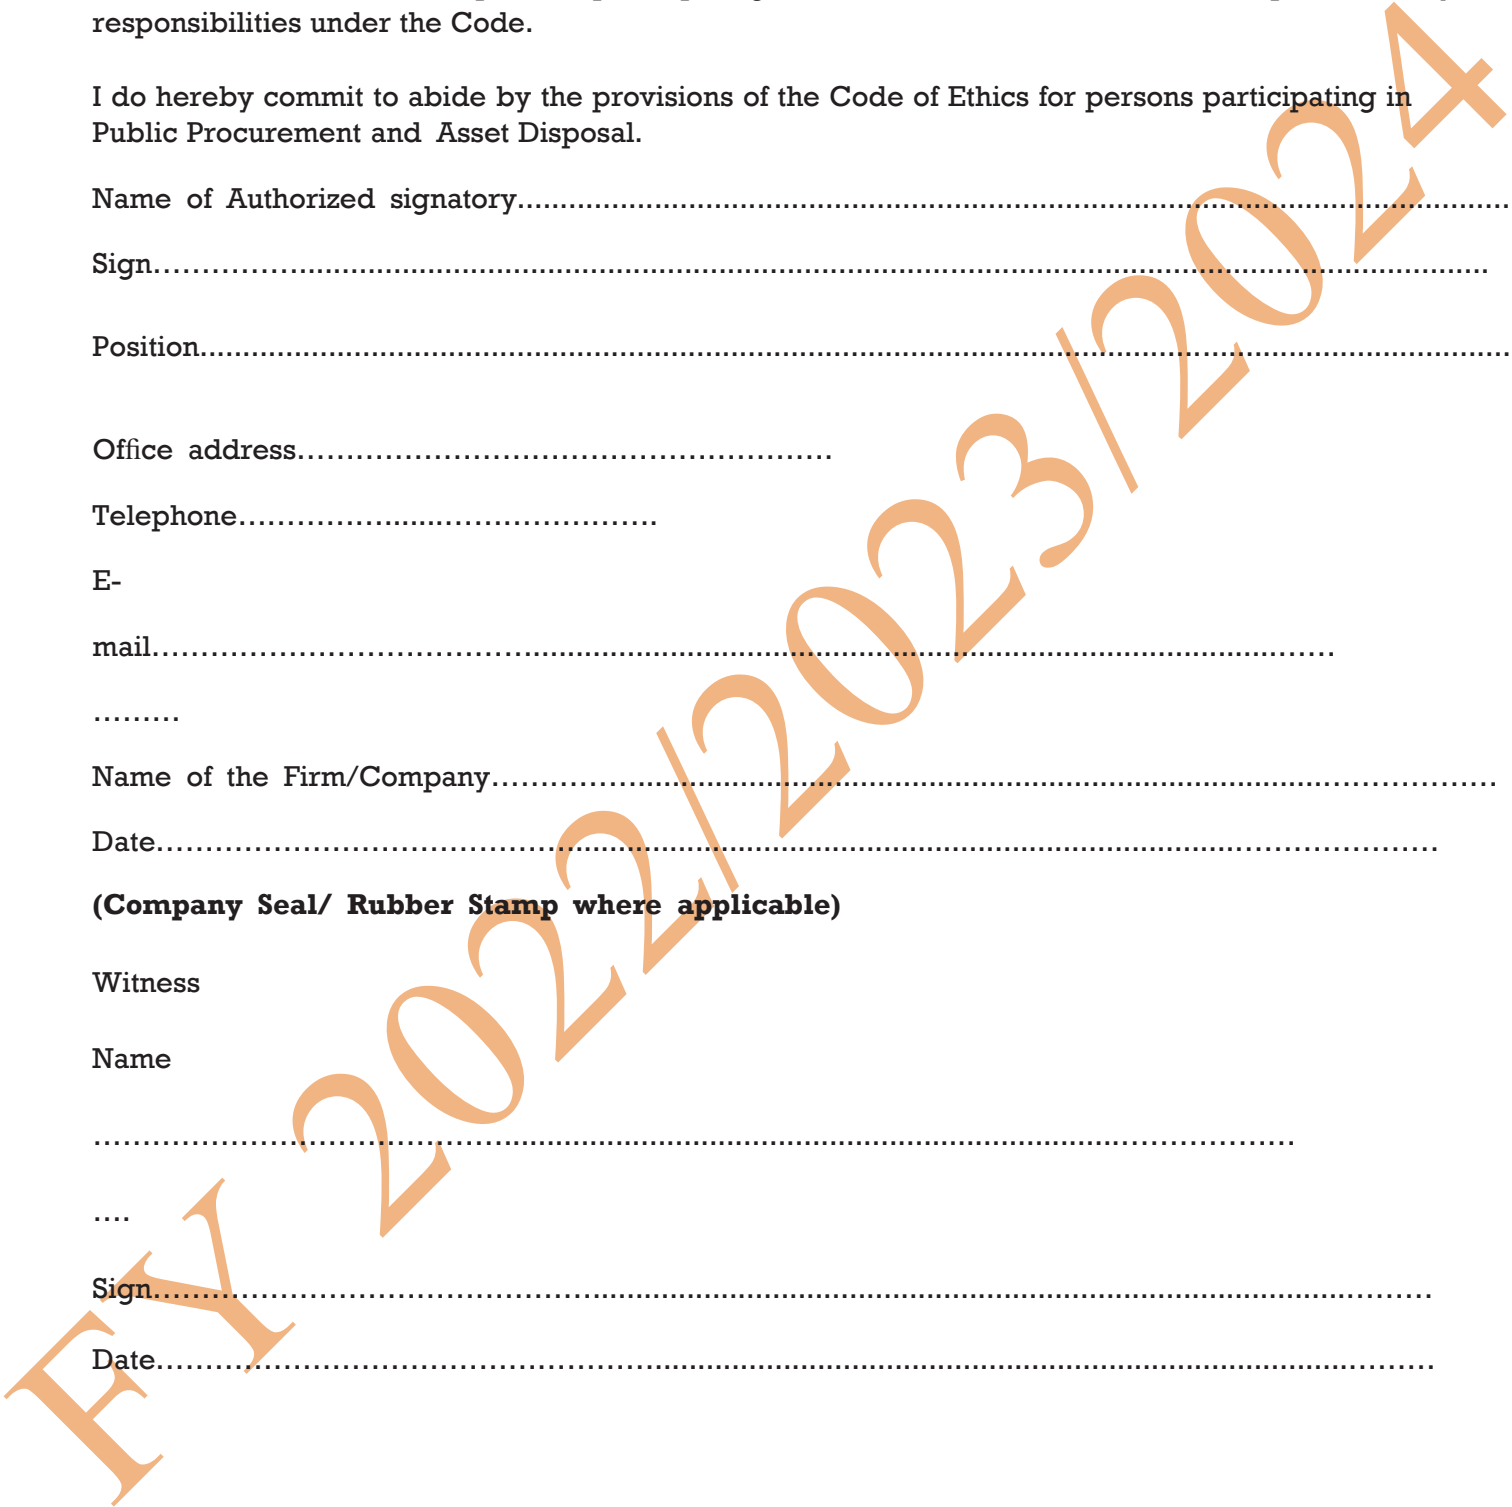 responsibilities under the Code.
I do hereby commit to abide by the provisions of the Code of Ethics for persons participating in
Public Procurement and Asset Disposal.
Name of Authorized signatory....................................................................................................................
Sign……………............................................................................................................................................
Position.........................................................................................................................................................
Office address……………………………………………….
Telephone……………......………………….
E-
mail…………………………………........................................................................................……
………
Name of the Firm/Company……………....................................................................................……………
Date……………………………………….............................................................................…………………
(Company Seal/ Rubber Stamp where applicable)
Witness
Name
……………………………………........................................................................………………
….
Sign……………………………………….........................................................................................………
Date……………………………………………................................................................................………
FY 2022/2023/2024